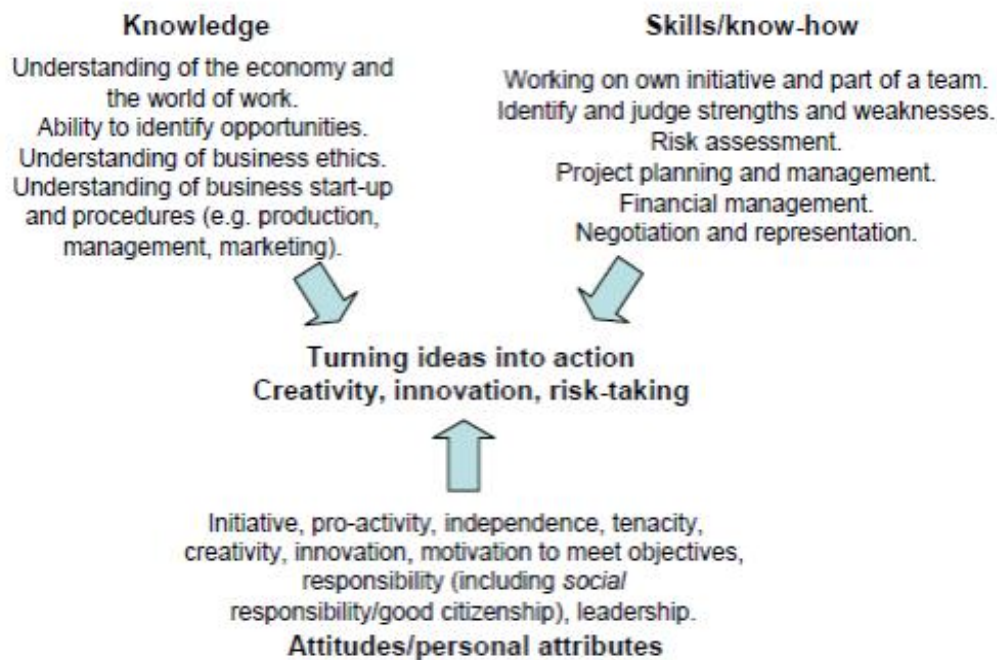 Knowledge
Understanding of the economy and
the world of work.
Ability to identify opportunities.
Understanding of business ethics.
Understanding of business start-up
and procedures (e.g. production,
management, marketing).
Skills/know-how
Working on own initiative and part of a team.
Identify and judge strengths and weaknesses.
Risk assessment.
Project planning and management.
Financial management.
Negotiation and representation.
Turning ideas into action
Creativity, innovation, risk-taking
Initiative, pro-activity, independence, tenacity,
creativity, innovation, motivation to meet objectives,
responsibility (including social
responsibility/good citizenship), leadership.
Attitudes/personal attributes